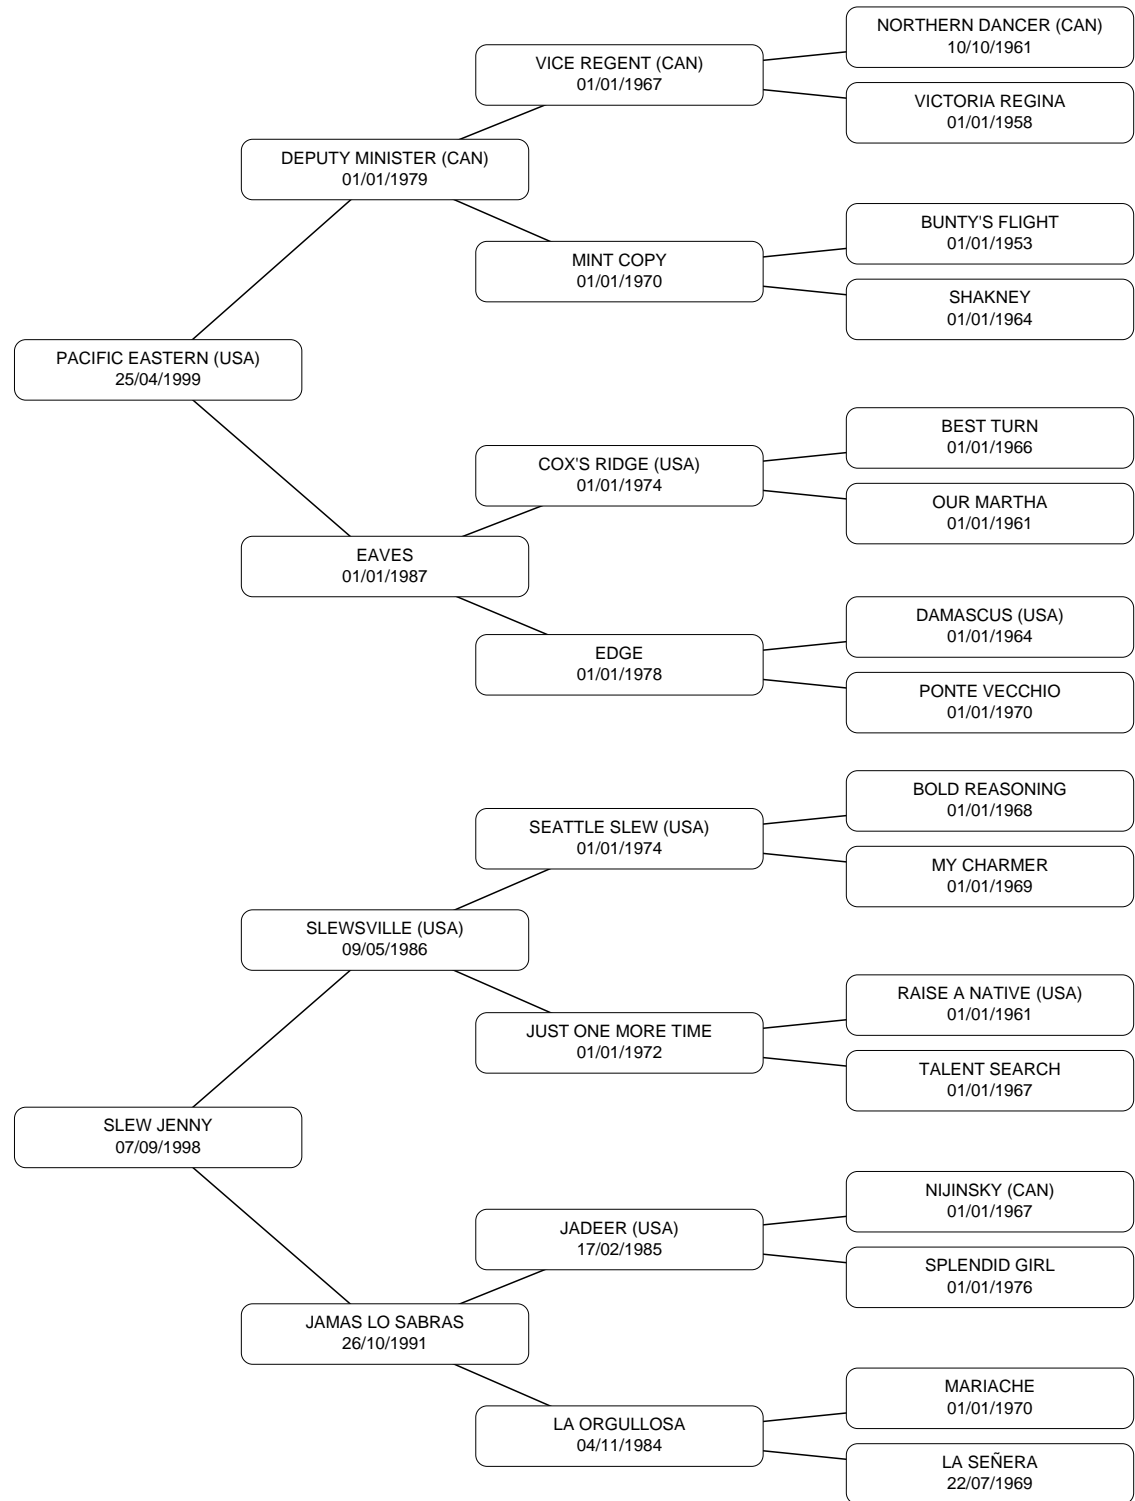 NORTHERN DANCER (CAN)
10/10/1961
VICE REGENT (CAN)
01/01/1967
VICTORIA REGINA
01/01/1958
DEPUTY MINISTER (CAN)
01/01/1979
BUNTY'S FLIGHT
01/01/1953
MINT COPY
01/01/1970
SHAKNEY
01/01/1964
PACIFIC EASTERN (USA)
25/04/1999
BEST TURN
01/01/1966
COX'S RIDGE (USA)
01/01/1974
OUR MARTHA
01/01/1961
EAVES
01/01/1987
DAMASCUS (USA)
01/01/1964
EDGE
01/01/1978
PONTE VECCHIO
01/01/1970
BOLD REASONING
01/01/1968
SEATTLE SLEW (USA)
01/01/1974
MY CHARMER
01/01/1969
SLEWSVILLE (USA)
09/05/1986
RAISE A NATIVE (USA)
01/01/1961
JUST ONE MORE TIME
01/01/1972
TALENT SEARCH
01/01/1967
SLEW JENNY
07/09/1998
NIJINSKY (CAN)
01/01/1967
JADEER (USA)
17/02/1985
SPLENDID GIRL
01/01/1976
JAMAS LO SABRAS
26/10/1991
MARIACHE
01/01/1970
LA ORGULLOSA
04/11/1984
LA SEÑERA
22/07/1969